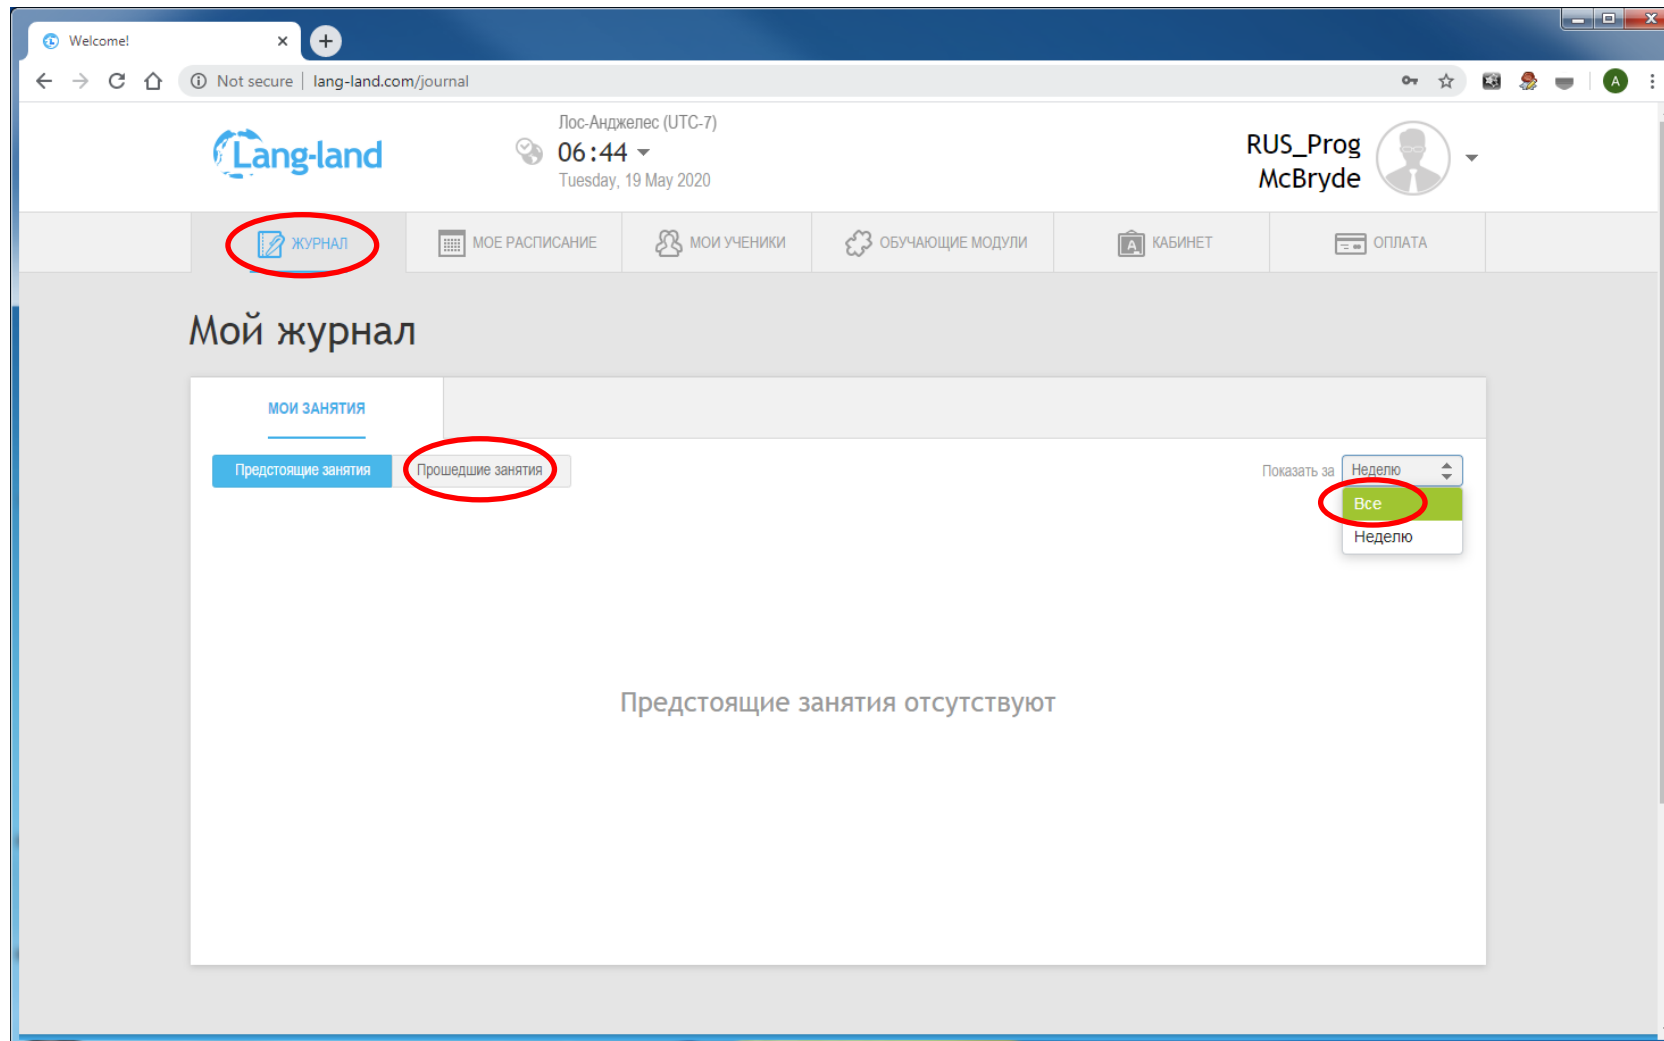 Welcome!
Not secure | lang-land.com/journal
A
Lang-land
Лос-Анджелес (UTC-7)
06:44
Tuesday, 19 May 2020
RUS_Prog
McBryde
ЖУРНАЛ
МОЕ РАСПИСАНИЕ
МОИ УЧЕНИКИ
ОБУЧАЮЩИЕ МОДУЛИ
A
КАБИНЕТ
ОПЛАТА
Мой журнал
МОИ ЗАНЯТИЯ
Предстоящие занятия
Прошедшие занятия
Показать за
Неделю
Все
Неделю
Предстоящие занятия отсутствуют